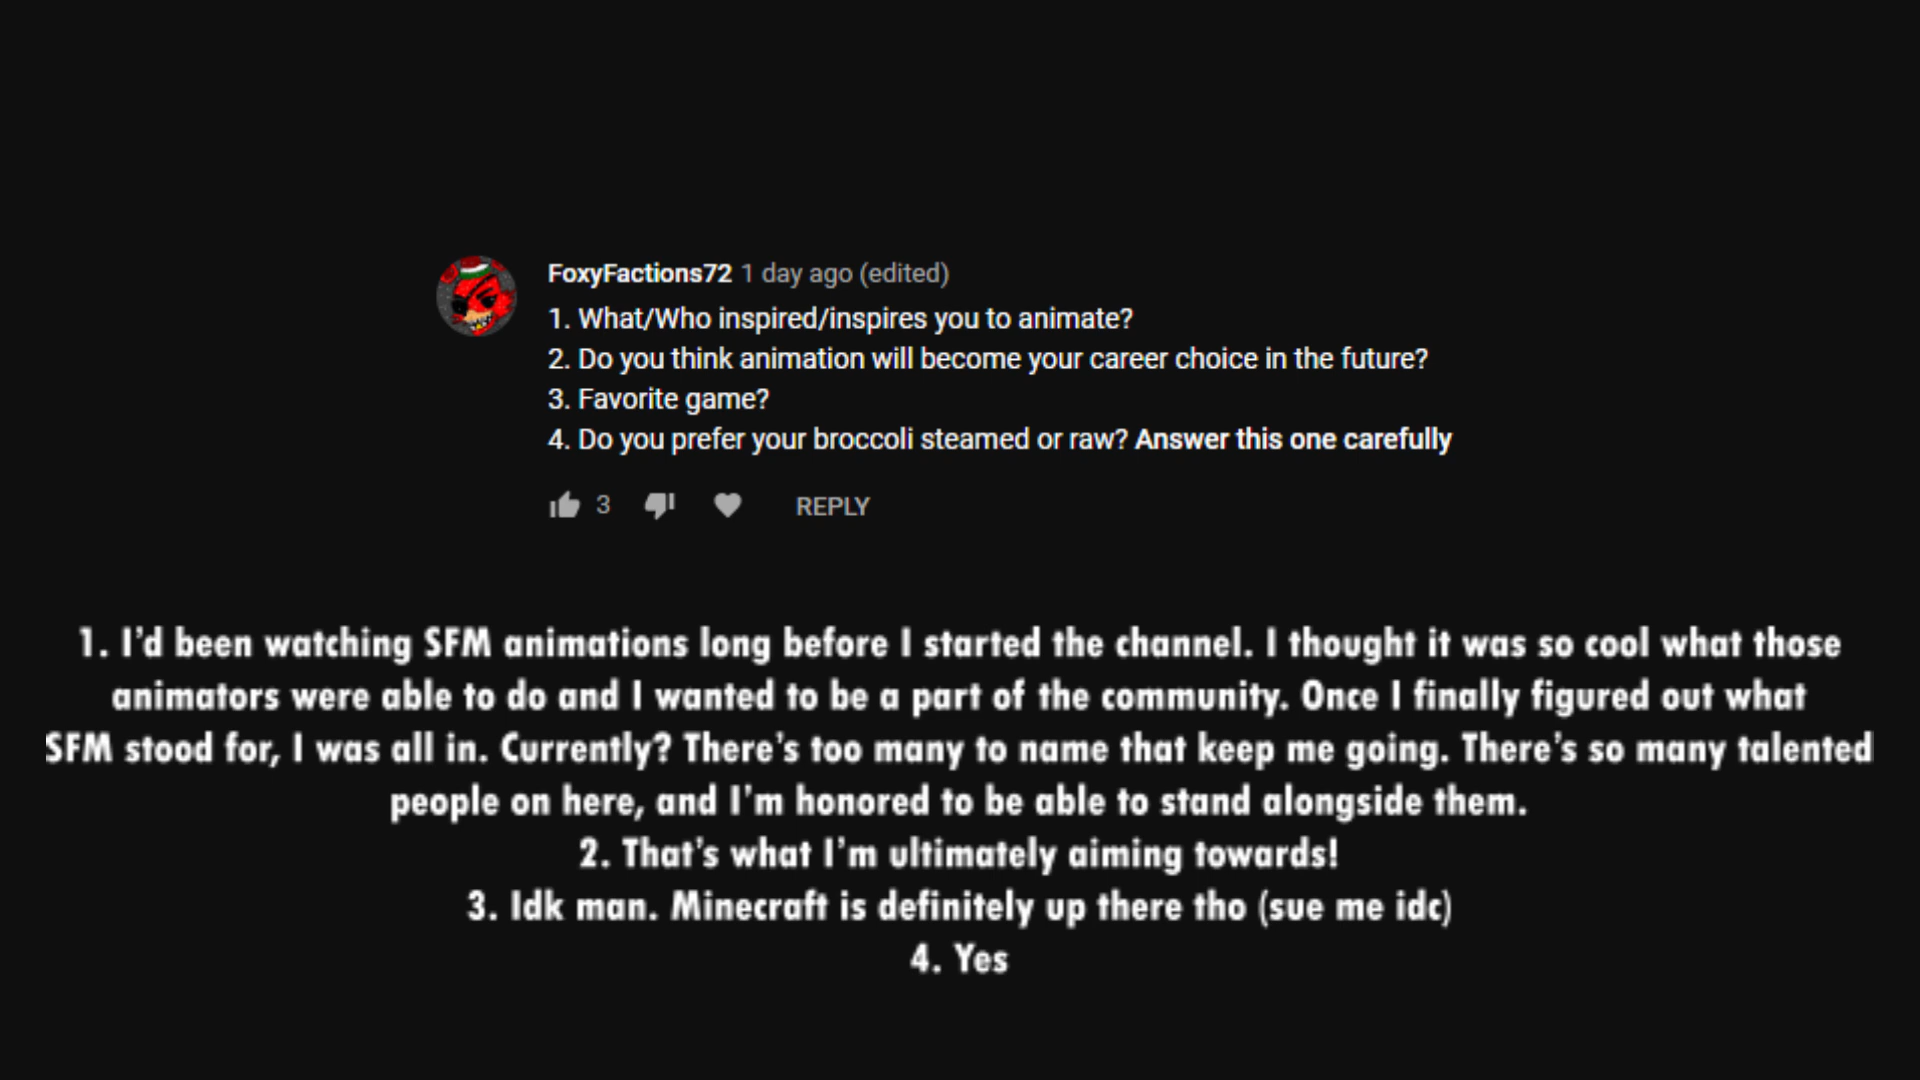 FoxyFactions72 1 day ago (edited)
1. What/Who inspired/inspires you to animate?
2. Do you think animation will become your career choice in the future?
3. Favorite game?
4. Do you prefer your broccoli steamed or raw? Answer this one carefully
3 REPLY
1. I'd been watching SFM animations long before I started the channel. I thought it was so cool what those
animators were able to do and I wanted to be a part of the community. Once I finally figured out what
SFM stood for, I was all in. Currently? There's too many to name that keep me going. There's so many talented
people on here, and I'm honored to be able to stand alongside them.
2. That's what I'm ultimately aiming towards!
3. Idk man. Minecraft is definitely up there tho (sue me idc)
4. Yes